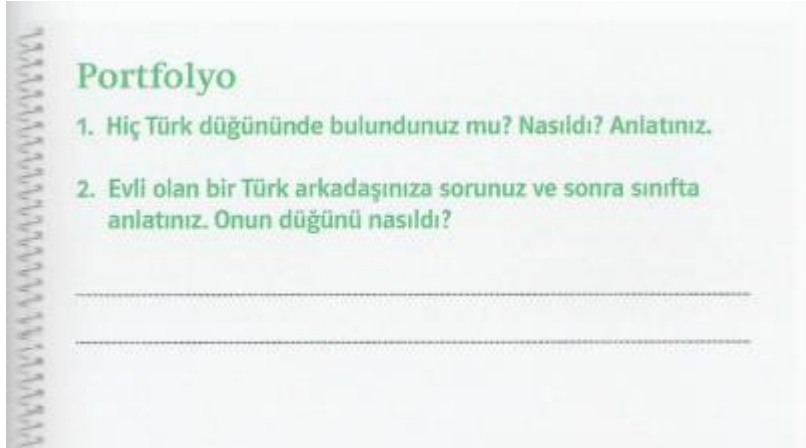 Portfolyo
1. Hiç Türk düğününde bulundunuz mu? Nasıldı? Anlatınız.
2. Evli olan bir Türk arkadaşınıza sorunuz ve sonra sınıfta
anlatınız. Onun düğünü nasıldı?